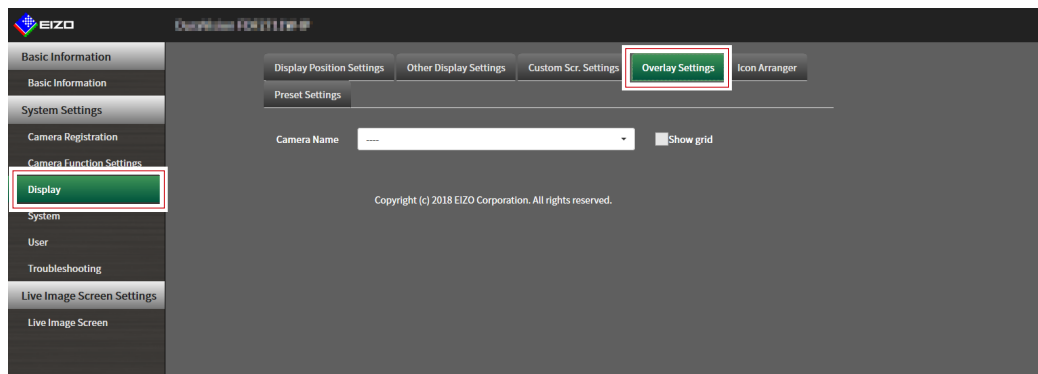 EIZO
Basic Information
Basic Information
System Settings
Camera Registration
Camera Function Settings
Display
System
User
Troubleshooting
Live Image Screen Settings
Live Image Screen
Display Position Settings Other Display Settings Custom Scr. Settings Overlay Settings Icon Arranger
Preset Settings
Camera Name ---- Show grid
Copyright (c) 2018 EIZO Corporation. All rights reserved.